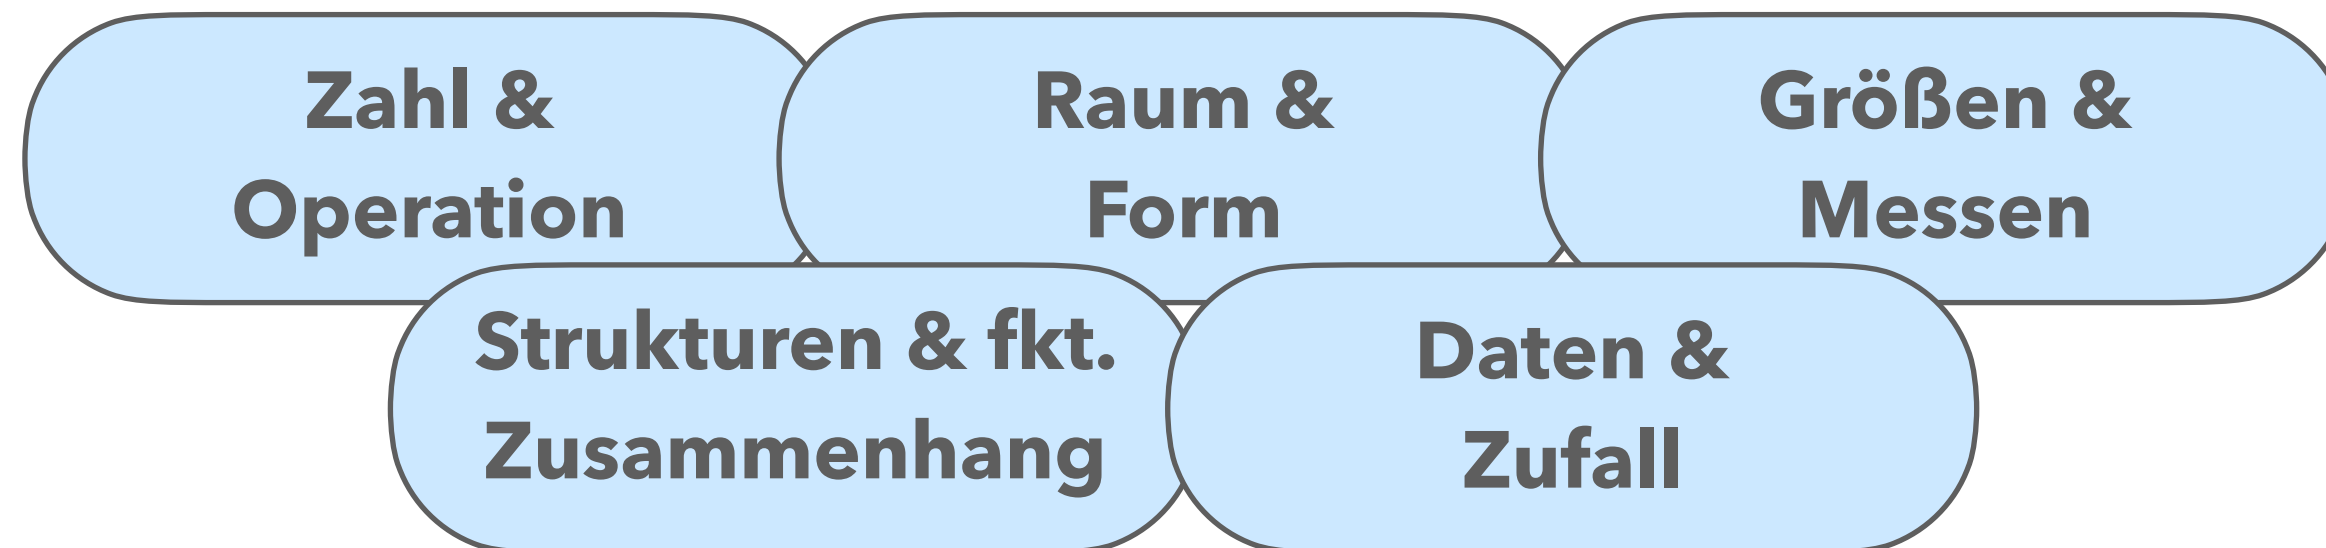 Zahl &
Operation
Raum &
Form
Größen &
Messen
Strukturen & fkt.
Zusammenhang
Daten &
Zufall